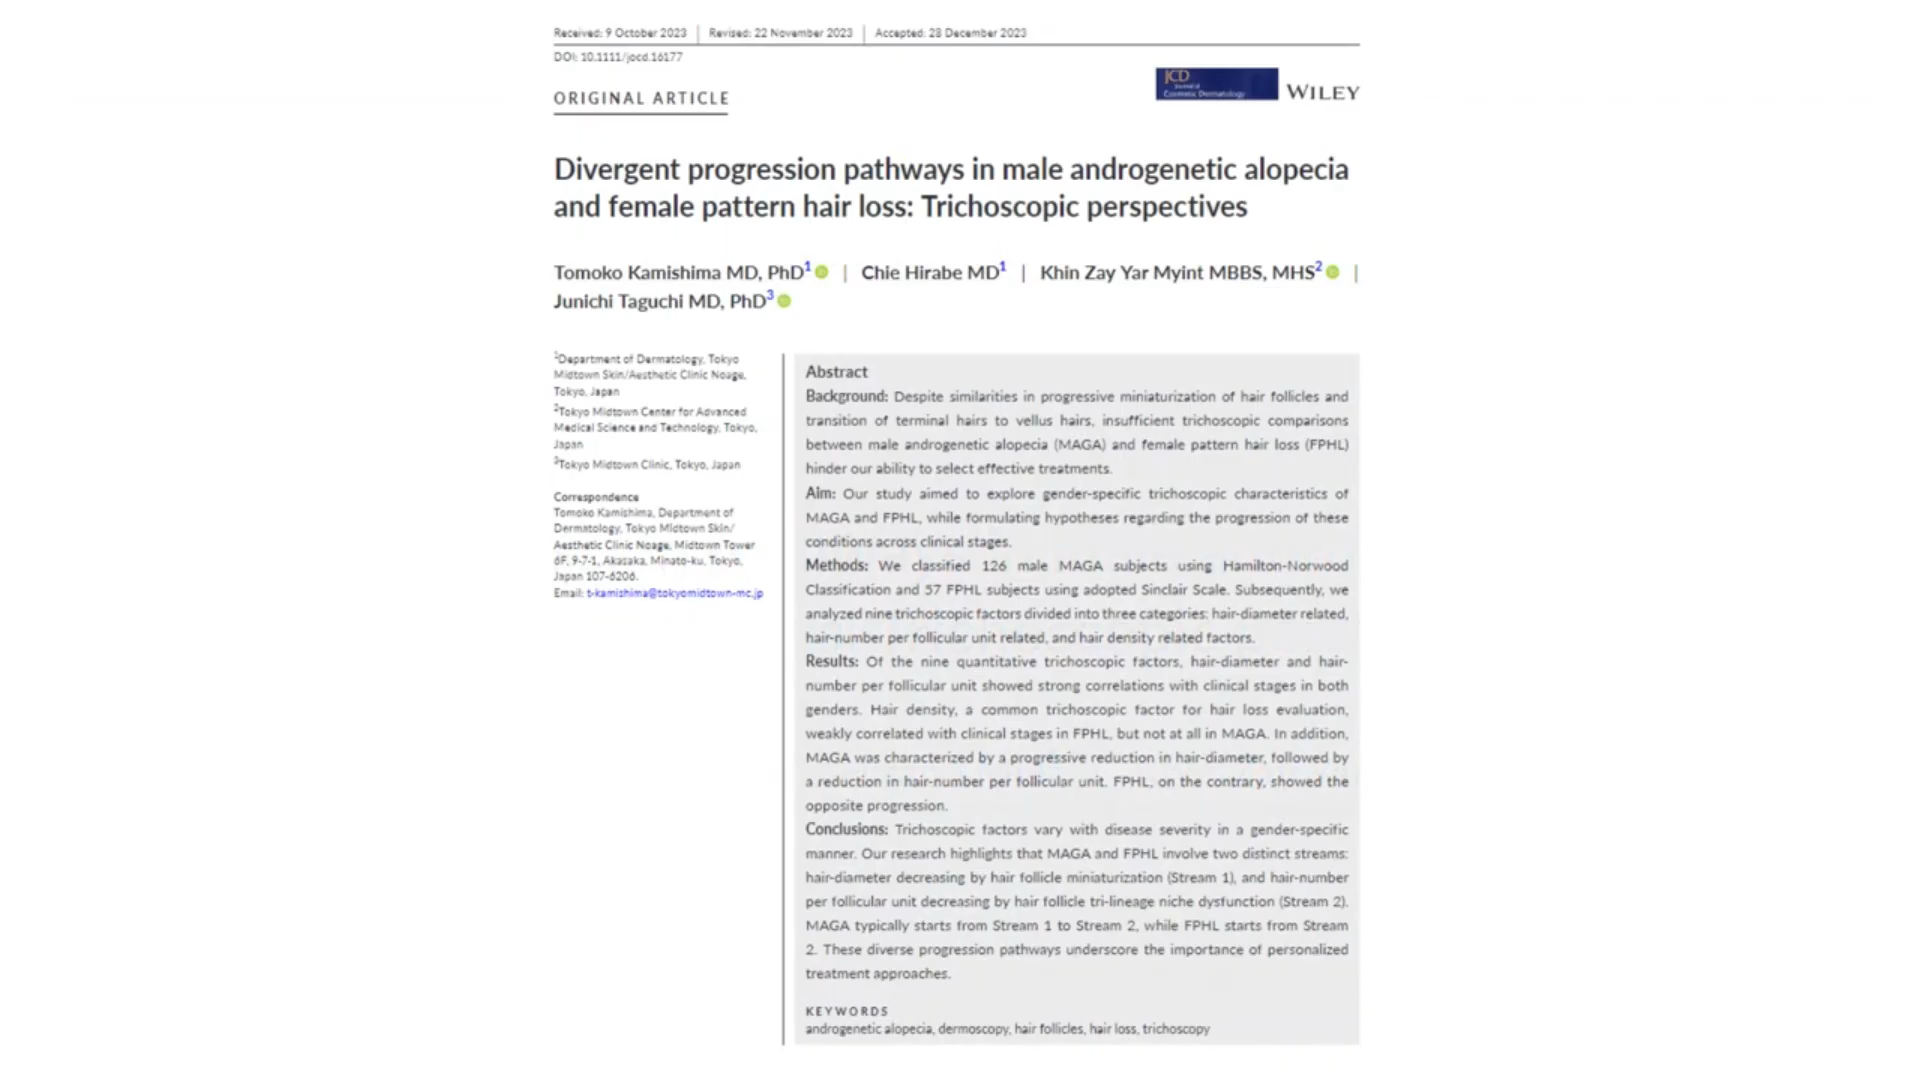 Received: 9 October 2023 | Revised: 22 November 2023 | Accepted: 28 December 2023
DOI: 10.1111/jocd.16177
JCD
Journal of
Cosmetic Dermatology
WILEY
ORIGINAL ARTICLE
Divergent progression pathways in male androgenetic alopecia
and female pattern hair loss: Trichoscopic perspectives
Tomoko Kamishima MD, PhD1 | Chie Hirabe MD1 | Khin Zay Yar Myint MBBS, MHS2 |
Junichi Taguchi MD, PhD3
1Department of Dermatology, Tokyo
Midtown Skin/Aesthetic Clinic Noage,
Tokyo, Japan
2Tokyo Midtown Center for Advanced
Medical Science and Technology, Tokyo,
Japan
3Tokyo Midtown Clinic, Tokyo, Japan
Correspondence
Tomoko Kamishima, Department of
Dermatology, Tokyo Midtown Skin/
Aesthetic Clinic Noage, Midtown Tower
6F, 9-7-1, Akasaka, Minato-ku, Tokyo,
Japan 107-6206.
Email: t-kamishima@tokyomidtown-mc.jp
Abstract
Background: Despite similarities in progressive miniaturization of hair follicles and
transition of terminal hairs to vellus hairs, insufficient trichoscopic comparisons
between male androgenetic alopecia (MAGA) and female pattern hair loss (FPHL)
hinder our ability to select effective treatments.
Aim: Our study aimed to explore gender-specific trichoscopic characteristics of
MAGA and FPHL, while formulating hypotheses regarding the progression of these
conditions across clinical stages.
Methods: We classified 126 male MAGA subjects using Hamilton-Norwood
Classification and 57 FPHL subjects using adopted Sinclair Scale. Subsequently, we
analyzed nine trichoscopic factors divided into three categories: hair-diameter related,
hair-number per follicular unit related, and hair density related factors.
Results: Of the nine quantitative trichoscopic factors, hair-diameter and hair-
number per follicular unit showed strong correlations with clinical stages in both
genders. Hair density, a common trichoscopic factor for hair loss evaluation,
weakly correlated with clinical stages in FPHL, but not at all in MAGA. In addition,
MAGA was characterized by a progressive reduction in hair-diameter, followed by
a reduction in hair-number per follicular unit. FPHL, on the contrary, showed the
opposite progression.
Conclusions: Trichoscopic factors vary with disease severity in a gender-specific
manner. Our research highlights that MAGA and FPHL involve two distinct streams:
hair-diameter decreasing by hair follicle miniaturization (Stream 1), and hair-number
per follicular unit decreasing by hair follicle tri-lineage niche dysfunction (Stream 2).
MAGA typically starts from Stream 1 to Stream 2, while FPHL starts from Stream
2. These diverse progression pathways underscore the importance of personalized
treatment approaches.
KEYWORDS
androgenetic alopecia, dermoscopy, hair follicles, hair loss, trichoscopy